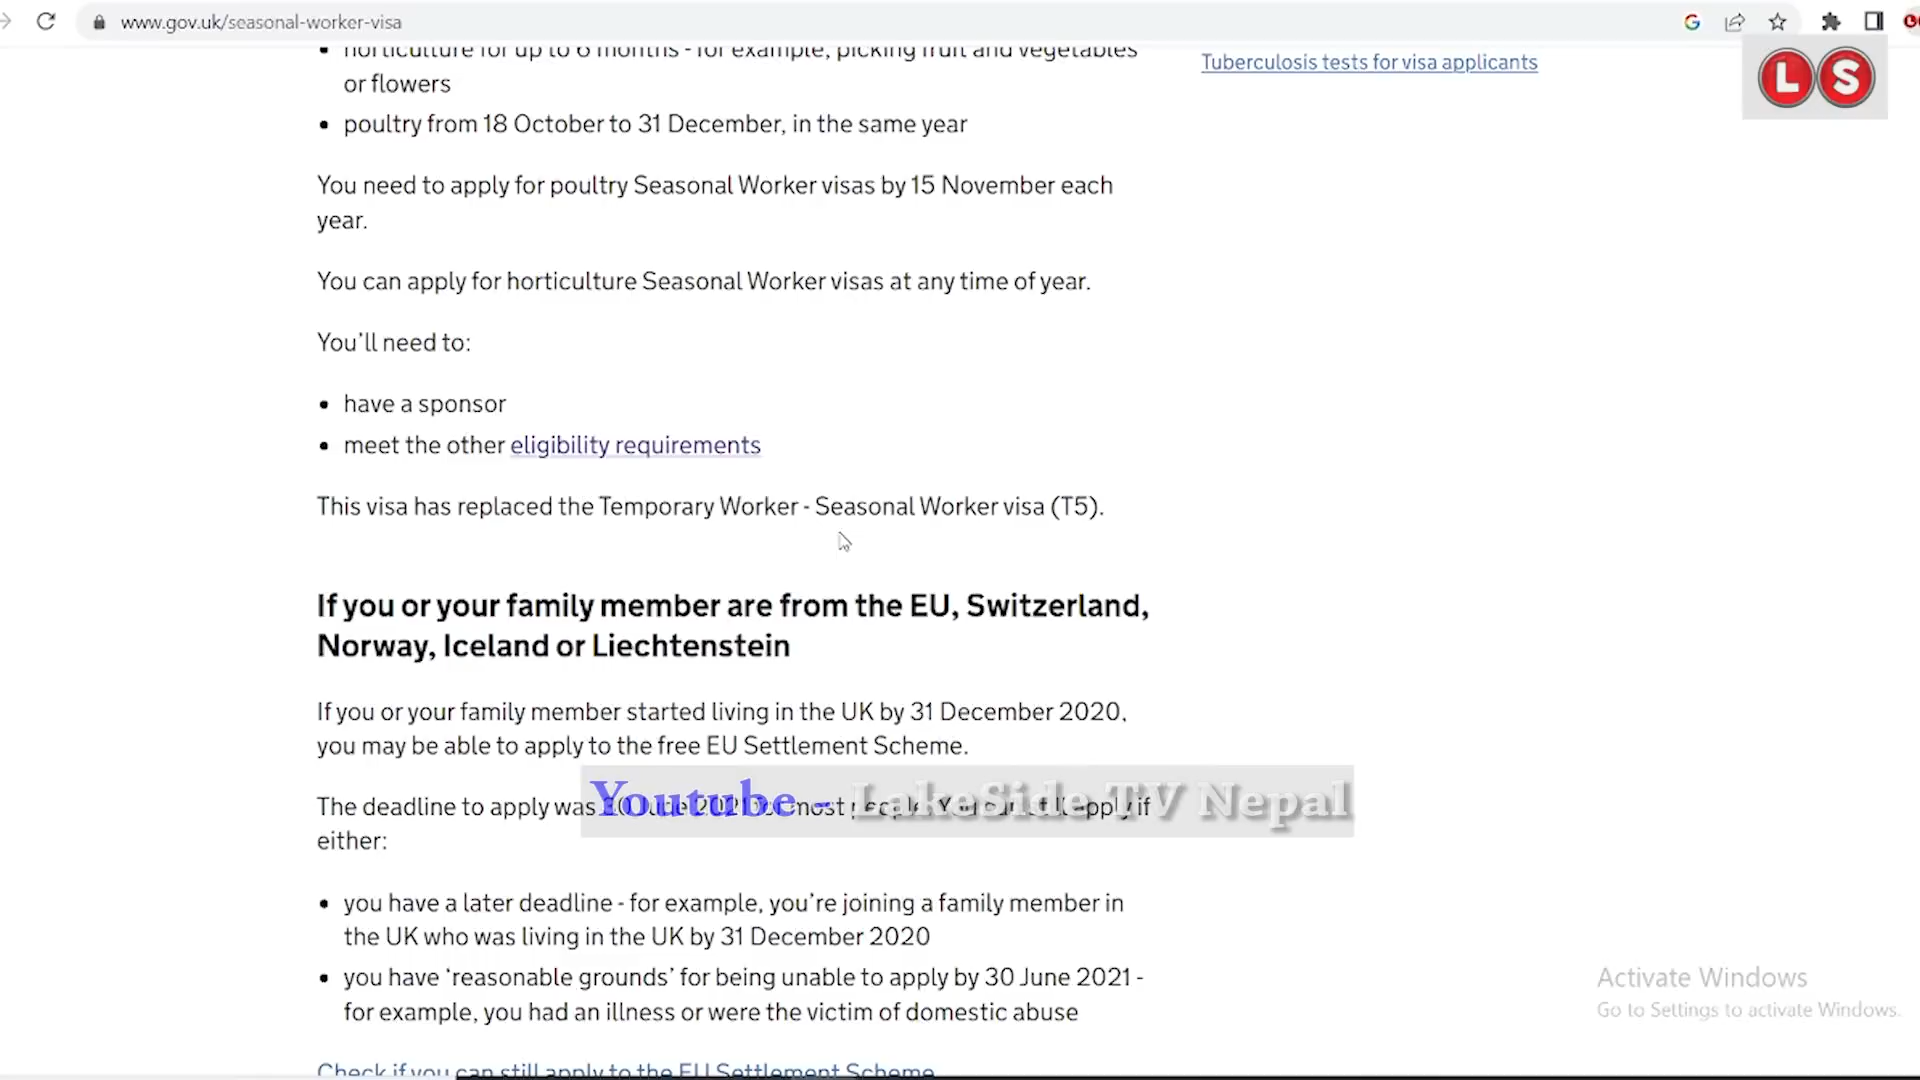 www.gov.uk/seasonal-worker-visa
horticulture for up to 6 months - for example, picking fruit and vegetables
or flowers
Tuberculosis tests for visa applicants
LS
poultry from 18 October to 31 December, in the same year
You need to apply for poultry Seasonal Worker visas by 15 November each
year.
You can apply for horticulture Seasonal Worker visas at any time of year.
You'll need to:
have a sponsor
meet the other eligibility requirements
This visa has replaced the Temporary Worker - Seasonal Worker visa (T5).
If you or your family member are from the EU, Switzerland,
Norway, Iceland or Liechtenstein
If you or your family member started living in the UK by 31 December 2020,
you may be able to apply to the free EU Settlement Scheme.
The deadline to apply was 30 June 2021 for most people. You can still apply if
Youtube - LakeSide TV Nepal
either:
you have a later deadline - for example, you're joining a family member in
the UK who was living in the UK by 31 December 2020
you have ‘reasonable grounds’ for being unable to apply by 30 June 2021 -
for example, you had an illness or were the victim of domestic abuse
Activate Windows
Go to Settings to activate Windows.
Check if you can still apply to the EU Settlement Scheme